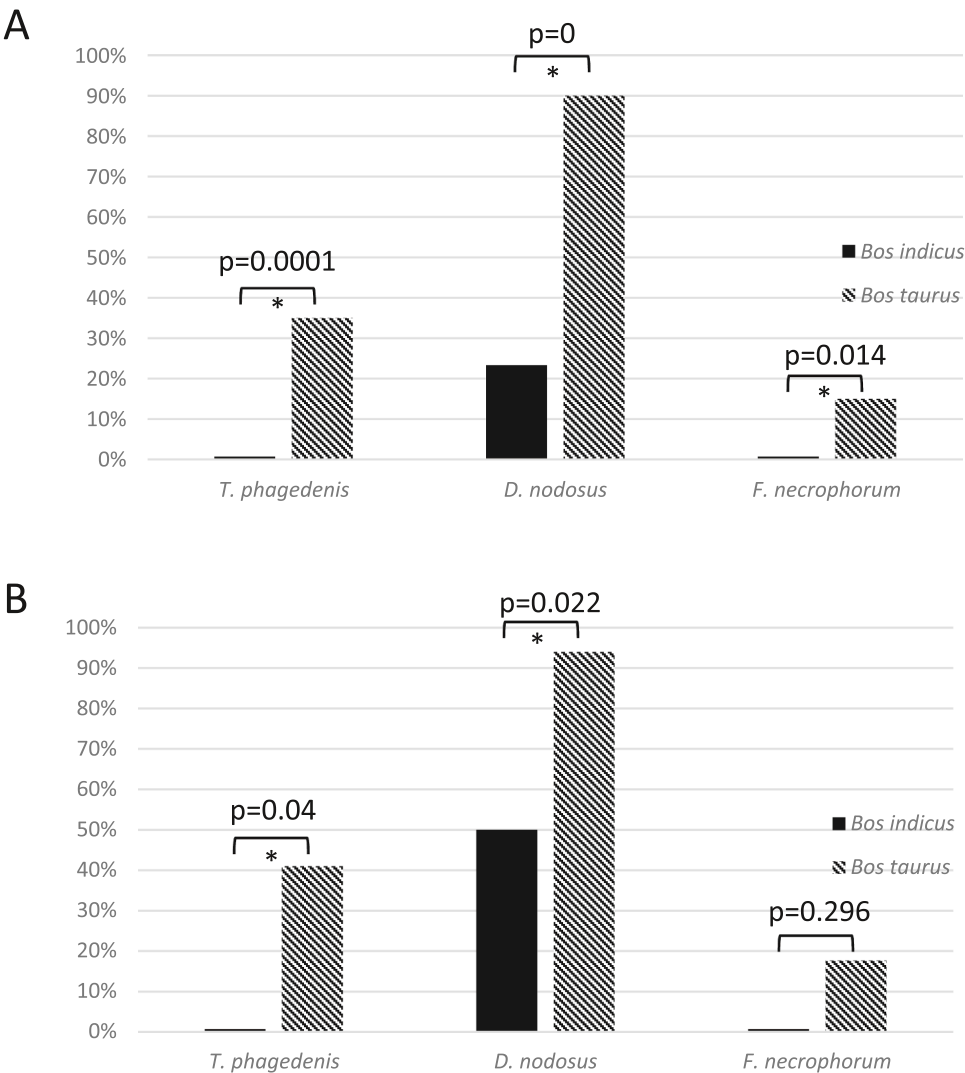 A
p=0
*
100%
90%
80%
70%
60%
50%
40%
30%
20%
10%
0%
p=0.0001
*
p=0.014
*
Bos indicus
Bos taurus
T. phagedenis
D. nodosus
F. necrophorum
B
p=0.022
*
100%
90%
80%
70%
60%
50%
40%
30%
20%
10%
0%
p=0.04
*
p=0.296
Bos indicus
Bos taurus
T. phagedenis
D. nodosus
F. necrophorum